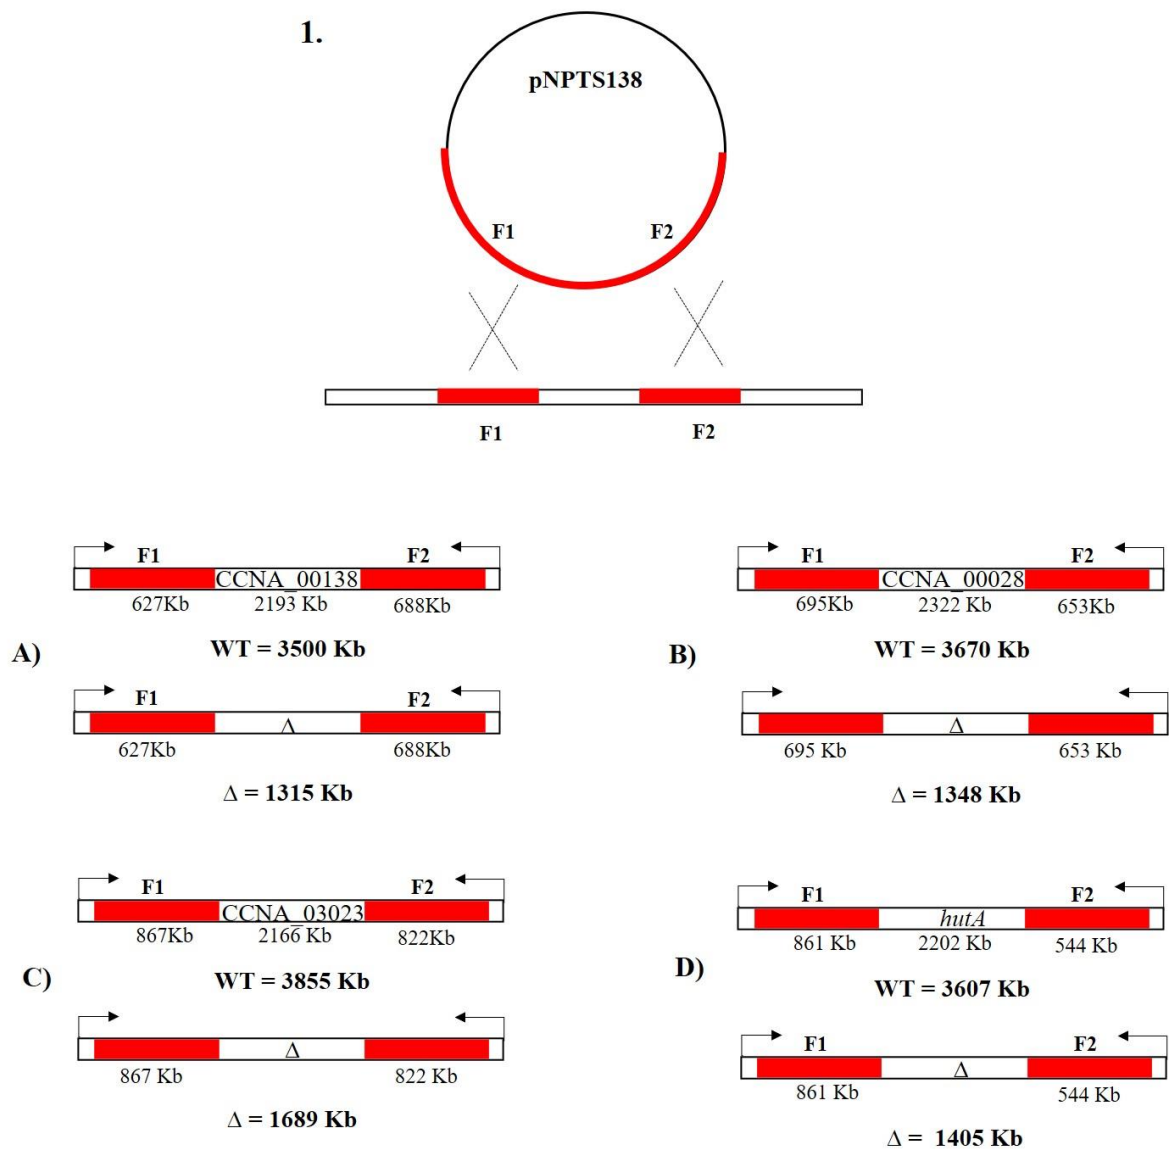 1.
pNPTS138
F1 F2
F1 F2
A)
F1 F2
CCNA_00138
627Kb 2193 Kb 688Kb
WT = 3500 Kb
F1 F2
Δ
627Kb 688Kb
Δ = 1315 Kb
B)
F1 F2
CCNA_00028
695Kb 2322 Kb 653Kb
WT = 3670 Kb
Δ
695 Kb 653 Kb
Δ = 1348 Kb
C)
F1 F2
CCNA_03023
867Kb 2166 Kb 822Kb
WT = 3855 Kb
Δ
867 Kb 822 Kb
Δ = 1689 Kb
D)
F1 F2
hutA
861 Kb 2202 Kb 544 Kb
WT = 3607 Kb
F1 F2
Δ
861 Kb 544 Kb
Δ = 1405 Kb